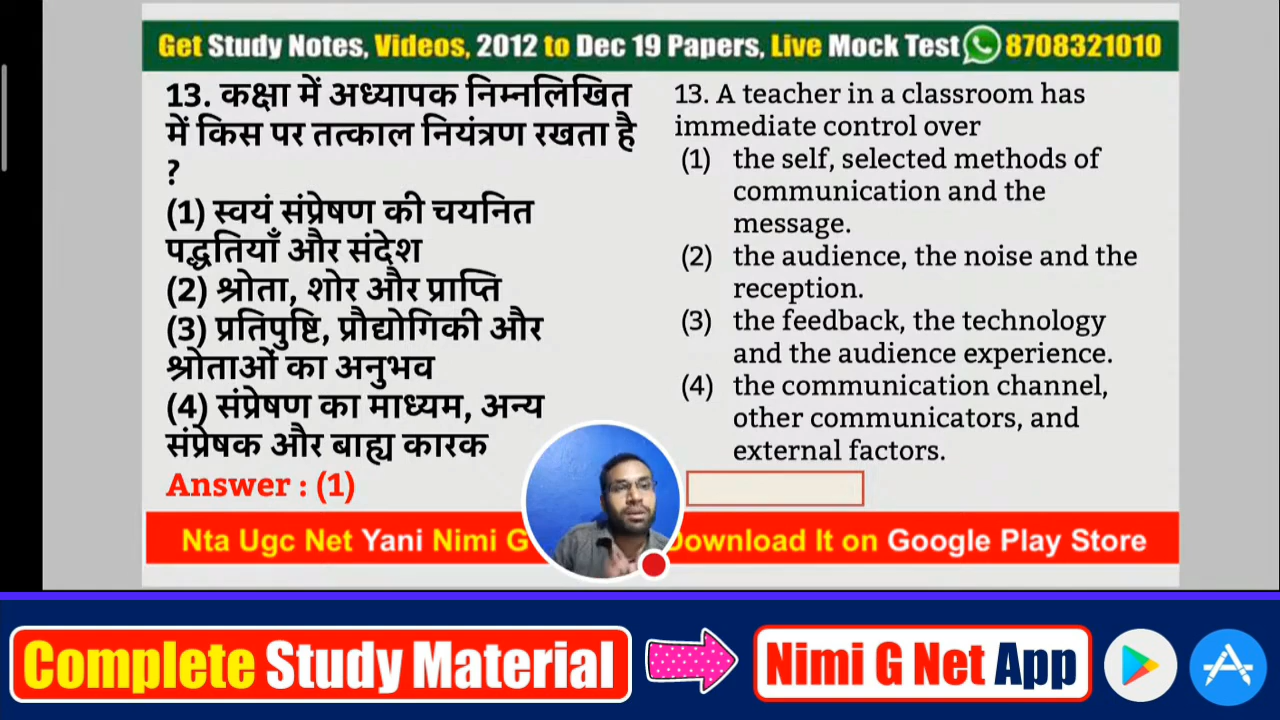 Get Study Notes, Videos, 2012 to Dec 19 Papers, Live Mock Test 8708321010
13. कक्षा में अध्यापक निम्नलिखित
में किस पर तत्काल नियंत्रण रखता है
?
(1) स्वयं संप्रेषण की चयनित
पद्धतियाँ और संदेश
(2) श्रोता, शोर और प्राप्ति
(3) प्रतिपुष्टि, प्रौद्योगिकी और
श्रोताओं का अनुभव
(4) संप्रेषण का माध्यम, अन्य
संप्रेषक और बाह्य कारक
Answer : (1)
13. A teacher in a classroom has
immediate control over
(1) the self, selected methods of
communication and the
message.
(2) the audience, the noise and the
reception.
(3) the feedback, the technology
and the audience experience.
(4) the communication channel,
other communicators, and
external factors.
Nta Ugc Net Yani Nimi G Download It on Google Play Store
Complete Study Material
Nimi G Net App